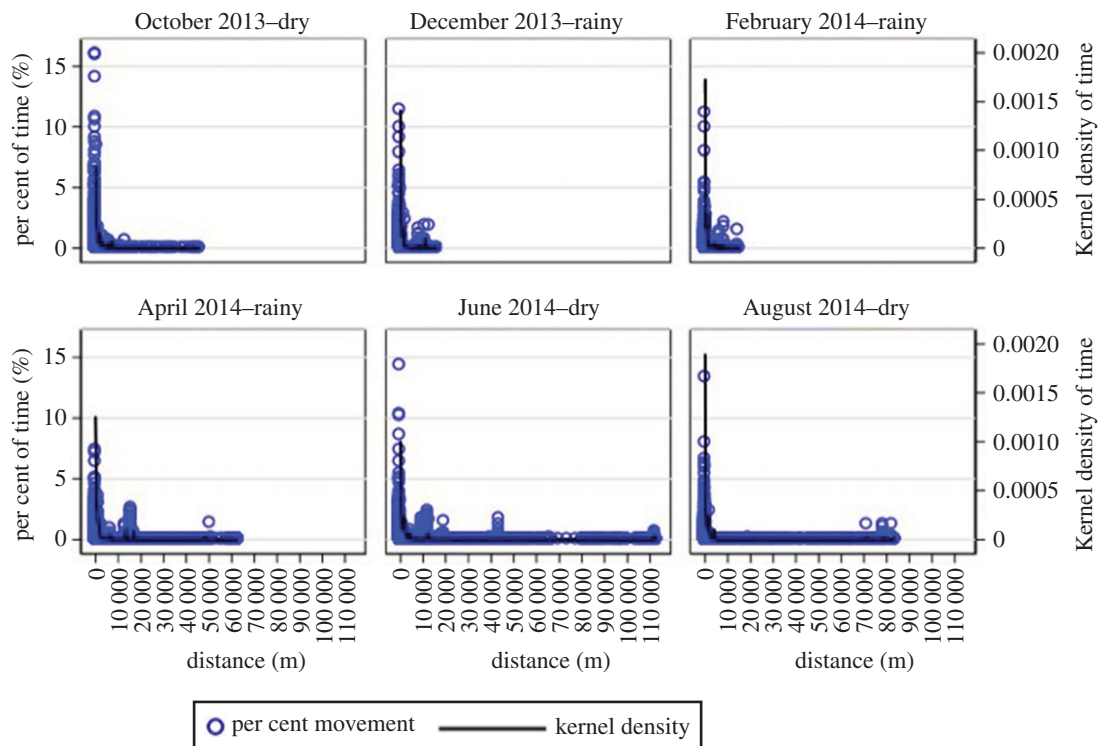 October 2013–dry
December 2013–rainy
February 2014–rainy
per cent of time (%)
15
10
5
0
0.0020
0.0015
0.0010
0.0005
0
Kernel density of time
April 2014–rainy
June 2014–dry
August 2014–dry
per cent of time (%)
15
10
5
0
0.0020
0.0015
0.0010
0.0005
0
Kernel density of time
0 10 000 20 000 30 000 40 000 50 000 60 000 70 000 80 000 90 000 100 000 110 000
0 10 000 20 000 30 000 40 000 50 000 60 000 70 000 80 000 90 000 100 000 110 000
0 10 000 20 000 30 000 40 000 50 000 60 000 70 000 80 000 90 000 100 000 110 000
distance (m)
distance (m)
distance (m)
per cent movement
kernel density